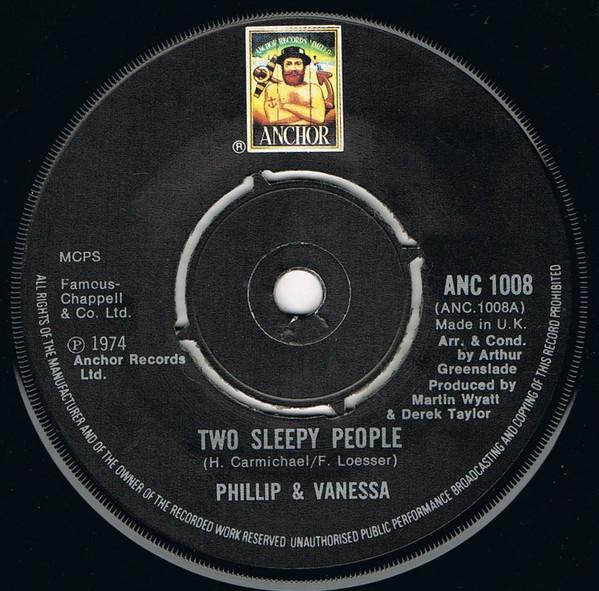 ANCHOR RECORDS LIMITED
ANCHOR
®
MCPS
Famous-
Chappell
& Co. Ltd.
℗ 1974
Anchor Records
Ltd.
ANC 1008
(ANC.1008A)
Made in U.K.
Arr. & Cond.
by Arthur
Greenslade
Produced by
Martin Wyatt
& Derek Taylor
TWO SLEEPY PEOPLE
(H. Carmichael/F. Loesser)
PHILLIP & VANESSA
ALL RIGHTS OF THE MANUFACTURER AND OF THE OWNER OF THE RECORDED WORK RESERVED UNAUTHORISED PUBLIC PERFORMANCE BROADCASTING AND COPYING OF THIS RECORD PROHIBITED